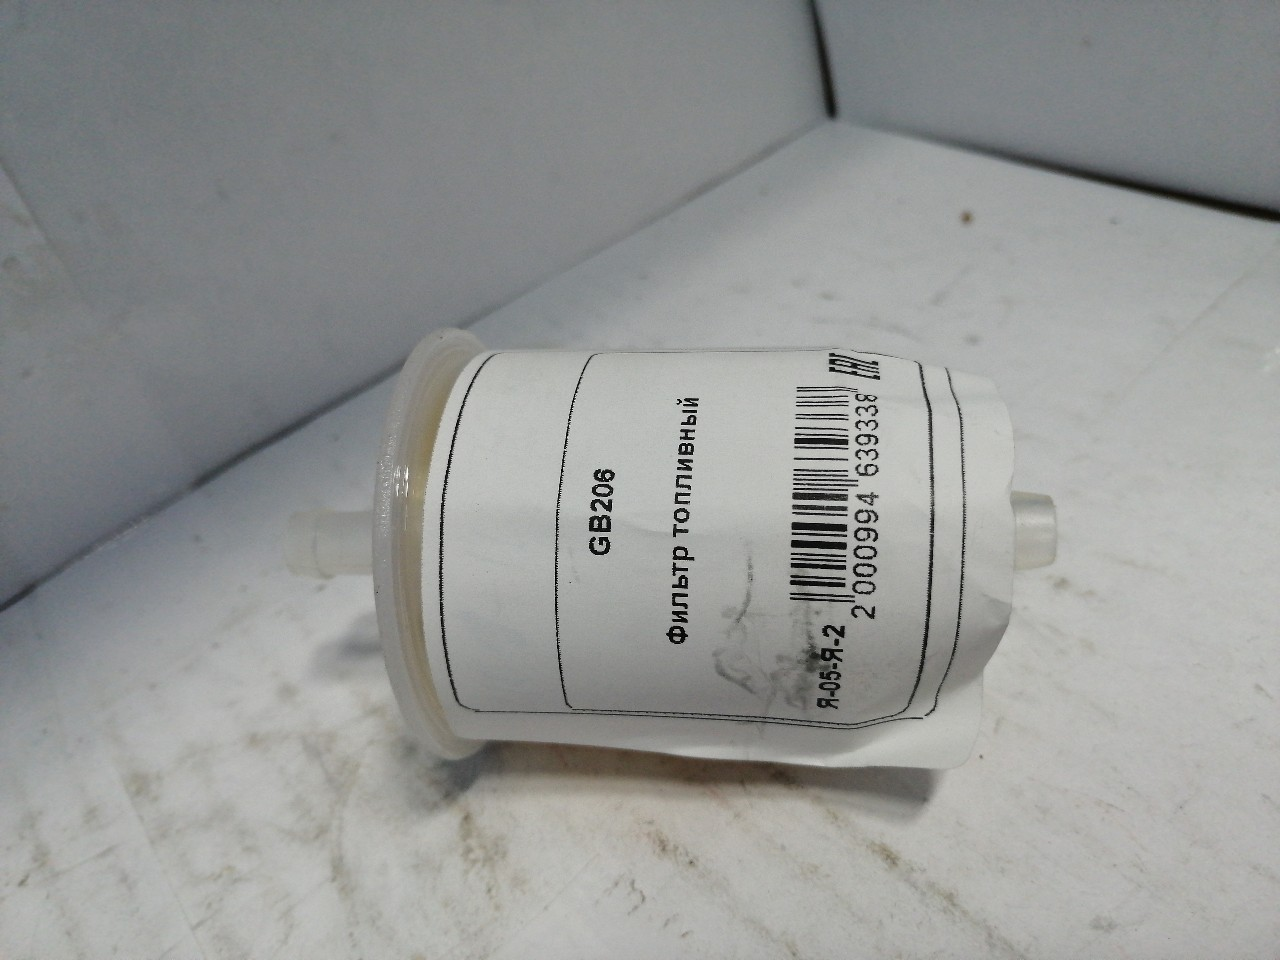 GB206
Фильтр топливный
2 000994 639338
Я-05-Я-2
EAC